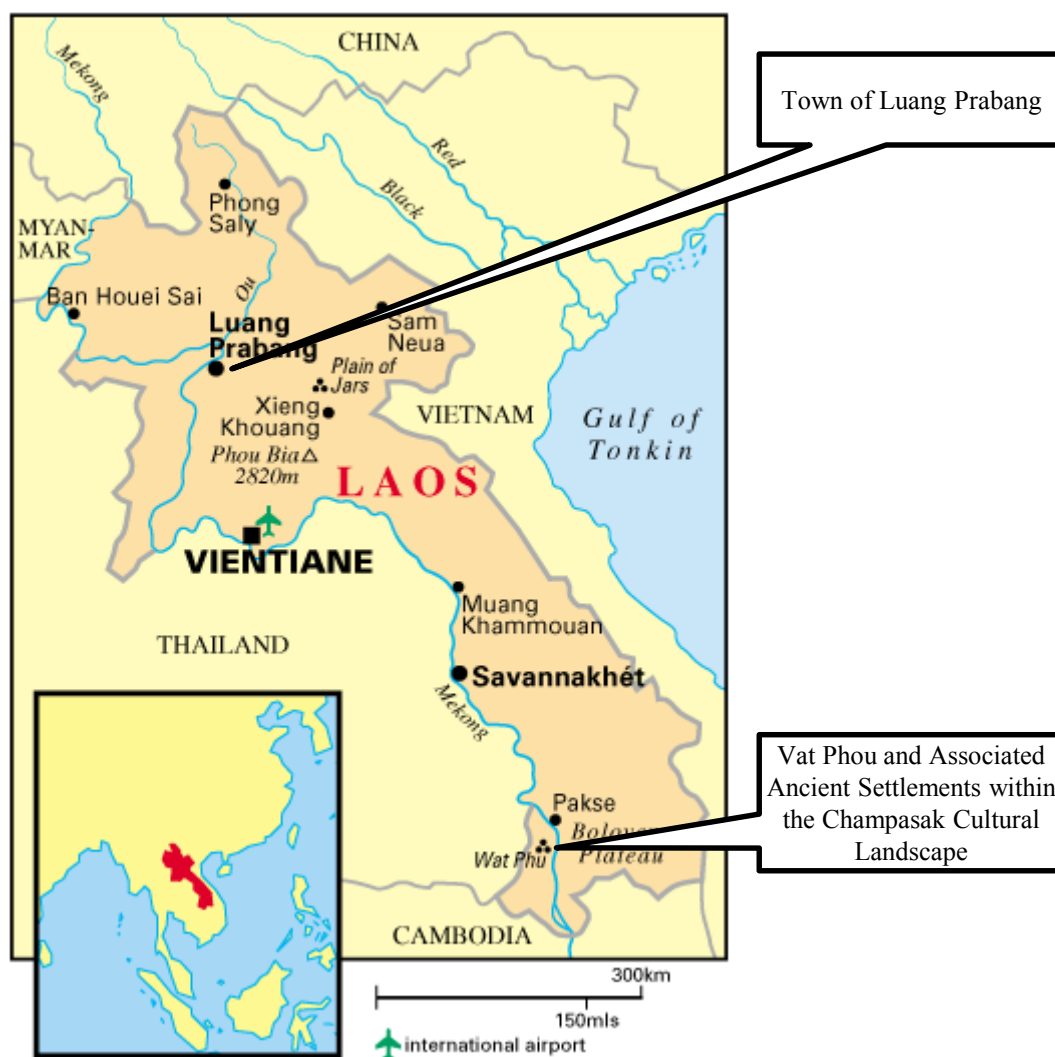 CHINA
Mekong
Town of Luang Prabang
Red
Black
Phong
Saly
MYAN-
MAR
Ou
Ban Houei Sai
Luang
Prabang
Sam
Neua
Plain of
Jars
Xieng
Khouang
VIETNAM
Gulf of
Tonkin
Phou Bia
2820m
LAOS
VIENTIANE
Muang
Khammouan
THAILAND
Savannakhét
Mekong
Vat Phou and Associated
Ancient Settlements within
the Champasak Cultural
Landscape
Pakse
Plateau
Wat Phu
CAMBODIA
300km
150mls
international airport